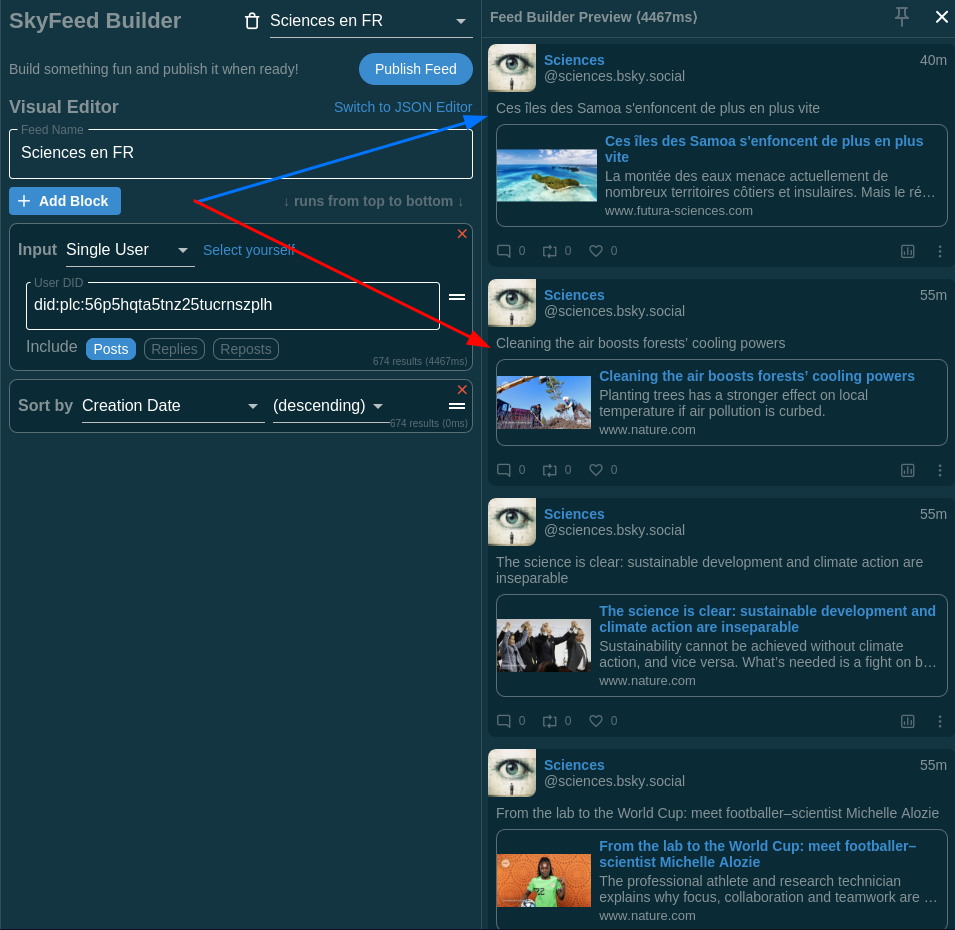 SkyFeed Builder
Sciences en FR
Build something fun and publish it when ready!
Publish Feed
Visual Editor
Switch to JSON Editor
Feed Name
Sciences en FR
+ Add Block
↓ runs from top to bottom ↓
Input
Single User
Select yourself
User DID
did:plc:56p5hqta5tnz25tucrnszplh
Include
Posts
Replies
Reposts
674 results (4467ms)
Sort by
Creation Date
(descending)
674 results (0ms)
Feed Builder Preview (4467ms)
Sciences
40m
@sciences.bsky.social
Ces îles des Samoa s'enfoncent de plus en plus vite
Ces îles des Samoa s'enfoncent de plus en plus
vite
La montée des eaux menace actuellement de
nombreux territoires côtiers et insulaires. Mais le ré…
www.futura-sciences.com
0 0 0
Sciences
55m
@sciences.bsky.social
Cleaning the air boosts forests’ cooling powers
Cleaning the air boosts forests’ cooling powers
Planting trees has a stronger effect on local
temperature if air pollution is curbed.
www.nature.com
0 0 0
Sciences
55m
@sciences.bsky.social
The science is clear: sustainable development and climate action are
inseparable
The science is clear: sustainable development and
climate action are inseparable
Sustainability cannot be achieved without climate
action, and vice versa. What’s needed is a fight on b…
www.nature.com
0 0 0
Sciences
55m
@sciences.bsky.social
From the lab to the World Cup: meet footballer–scientist Michelle Alozie
From the lab to the World Cup: meet footballer–
scientist Michelle Alozie
The professional athlete and research technician
explains why focus, collaboration and teamwork are …
www.nature.com
22